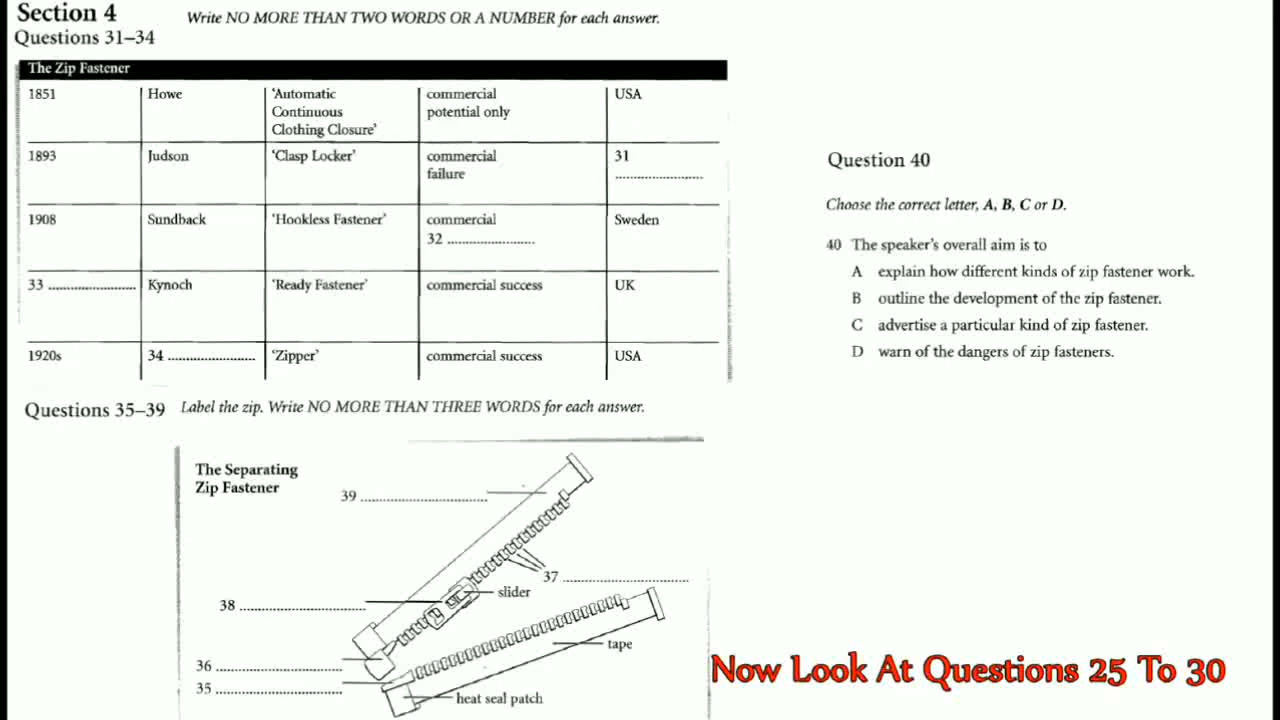 Section 4
Write NO MORE THAN TWO WORDS OR A NUMBER for each answer.
Questions 31–34
The Zip Fastener
1851 Howe 'Automatic Continuous Clothing Closure' commercial potential only USA
1893 Judson 'Clasp Locker' commercial failure 31 ......................
1908 Sundback 'Hookless Fastener' commercial 32 ...................... Sweden
33 ...................... Kynoch 'Ready Fastener' commercial success UK
1920s 34 ...................... 'Zipper' commercial success USA
Questions 35–39 Label the zip. Write NO MORE THAN THREE WORDS for each answer.
The Separating
Zip Fastener
39 ................................
37 ................................
slider
38 ................................
tape
36 ................................
35 ................................
heat seal patch
Question 40
Choose the correct letter, A, B, C or D.
40 The speaker's overall aim is to
A explain how different kinds of zip fastener work.
B outline the development of the zip fastener.
C advertise a particular kind of zip fastener.
D warn of the dangers of zip fasteners.
Now Look At Questions 25 To 30